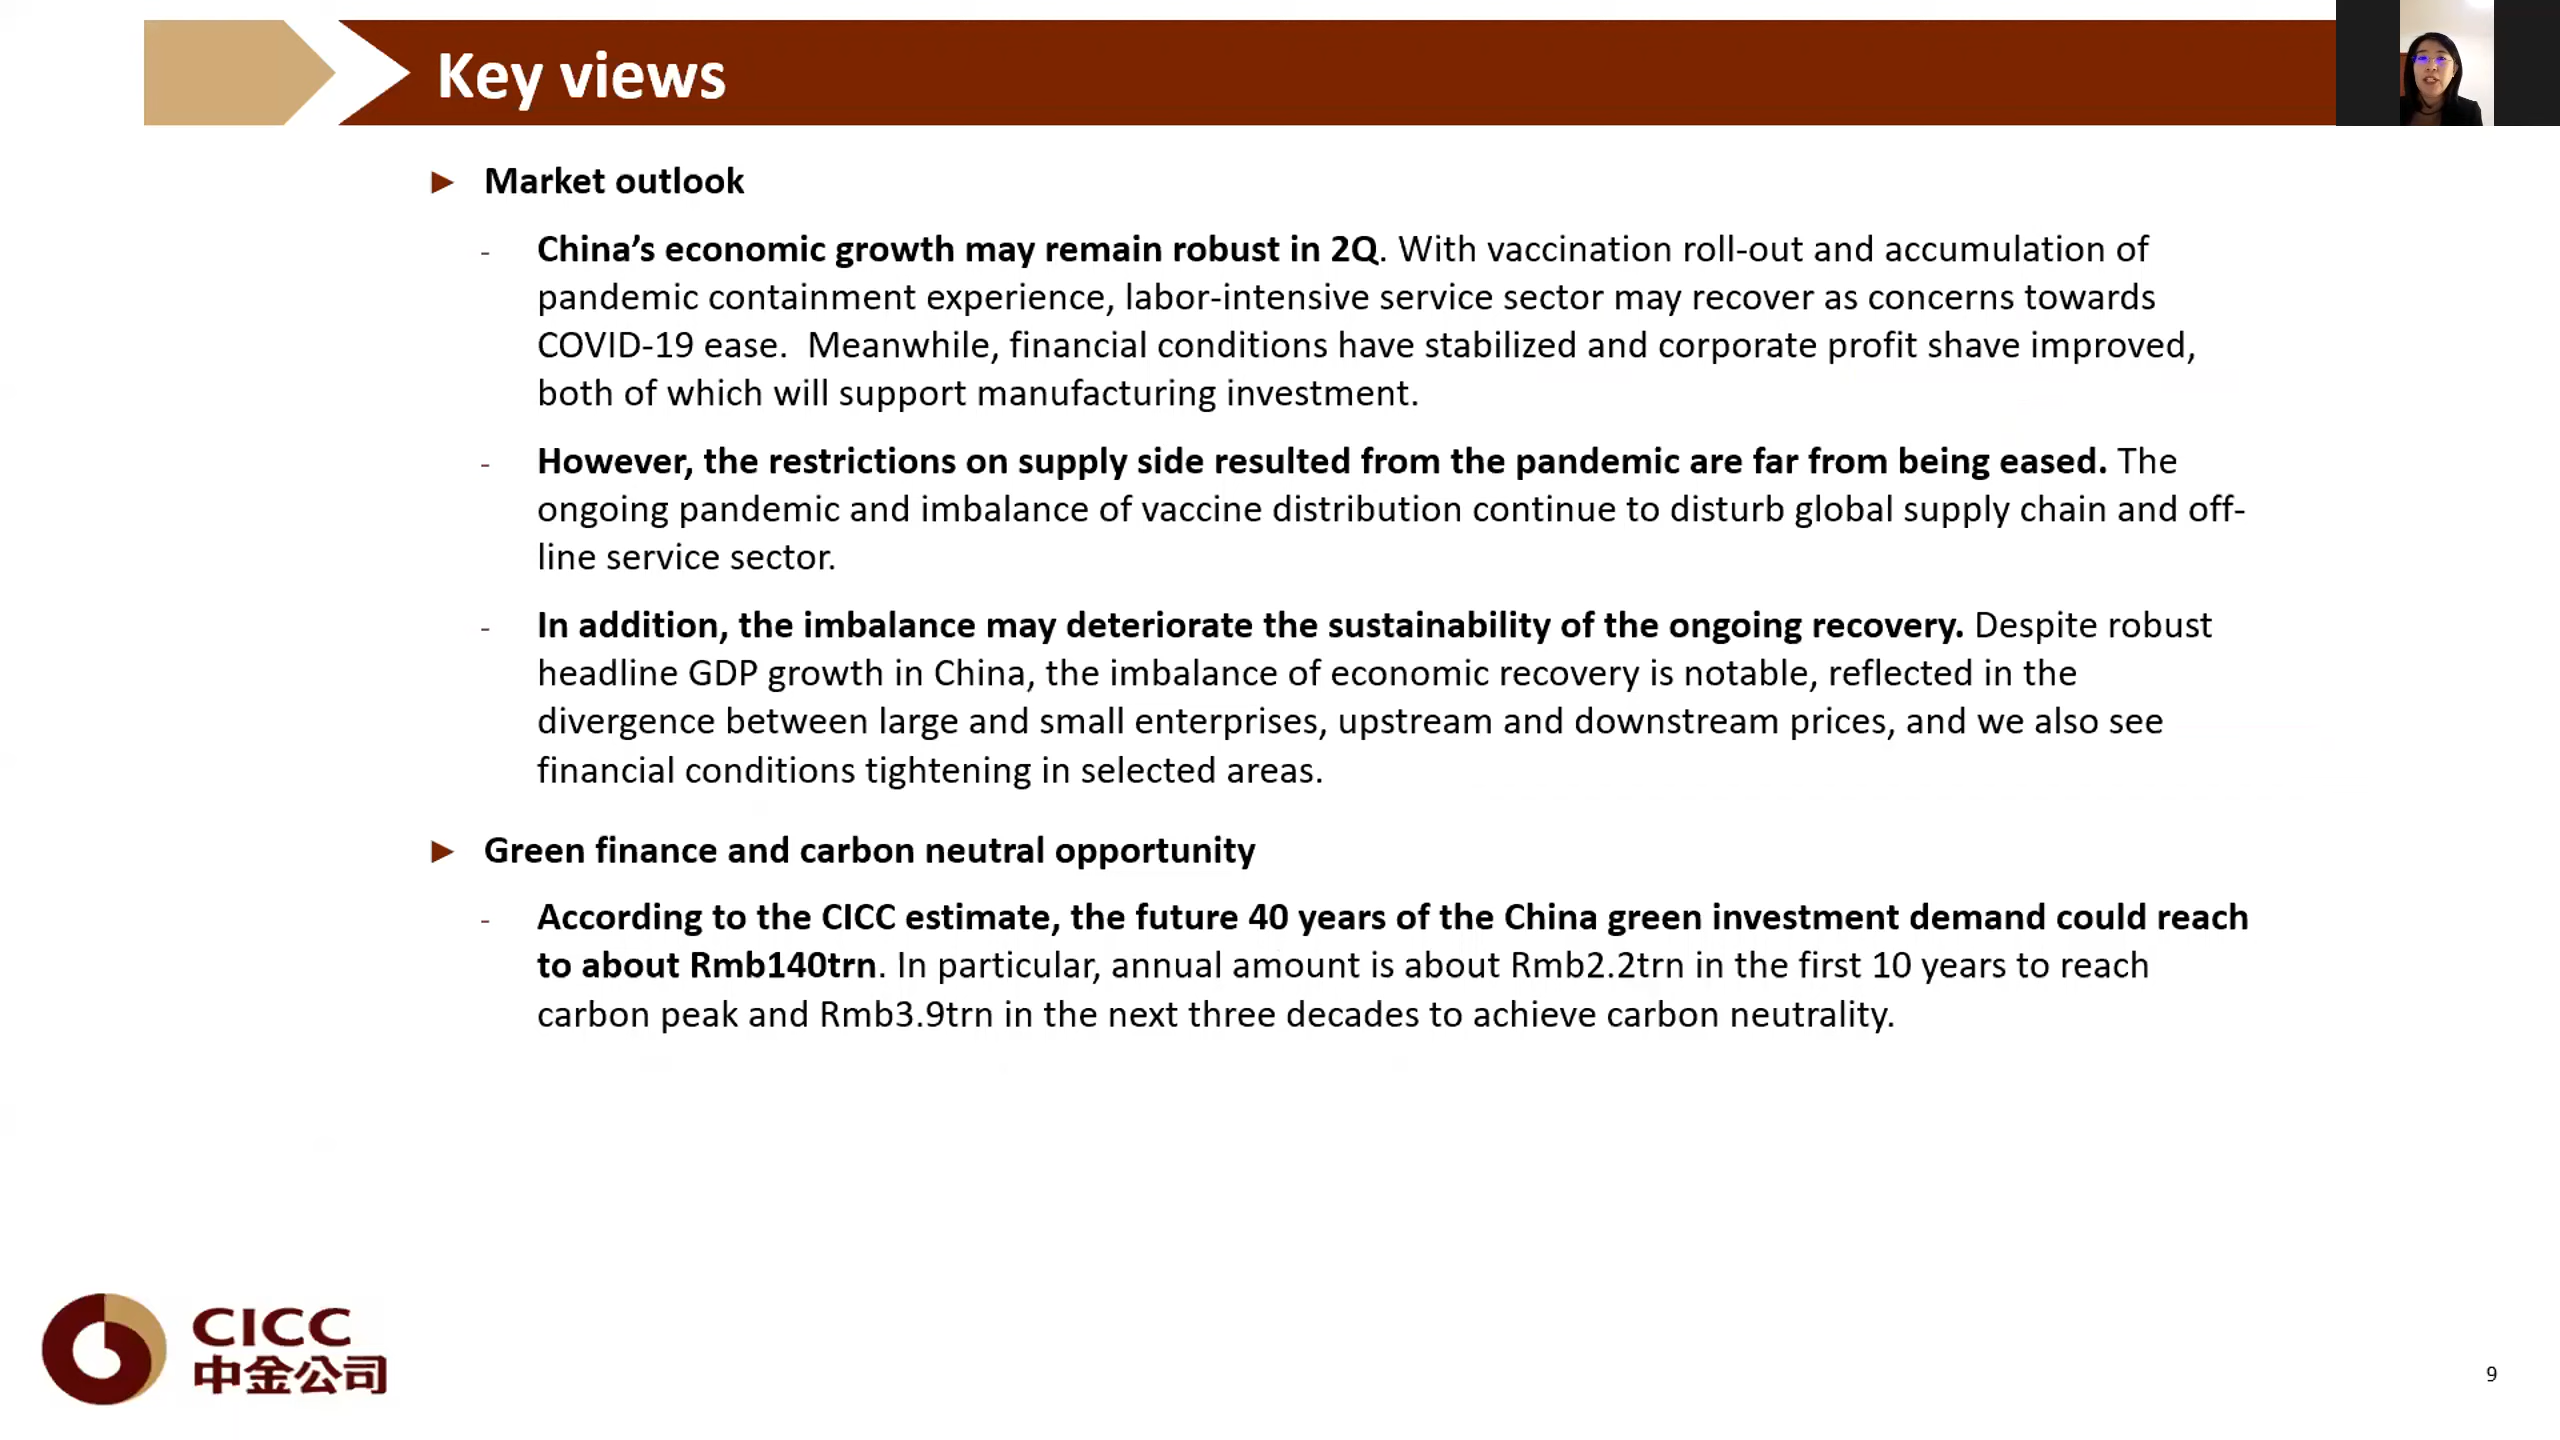 Key views
Market outlook
- China’s economic growth may remain robust in 2Q. With vaccination roll-out and accumulation of
pandemic containment experience, labor-intensive service sector may recover as concerns towards
COVID-19 ease.  Meanwhile, financial conditions have stabilized and corporate profit shave improved,
both of which will support manufacturing investment.
- However, the restrictions on supply side resulted from the pandemic are far from being eased. The
ongoing pandemic and imbalance of vaccine distribution continue to disturb global supply chain and off-
line service sector.
- In addition, the imbalance may deteriorate the sustainability of the ongoing recovery. Despite robust
headline GDP growth in China, the imbalance of economic recovery is notable, reflected in the
divergence between large and small enterprises, upstream and downstream prices, and we also see
financial conditions tightening in selected areas.
Green finance and carbon neutral opportunity
- According to the CICC estimate, the future 40 years of the China green investment demand could reach
to about Rmb140trn. In particular, annual amount is about Rmb2.2trn in the first 10 years to reach
carbon peak and Rmb3.9trn in the next three decades to achieve carbon neutrality.
CICC
中金公司
9